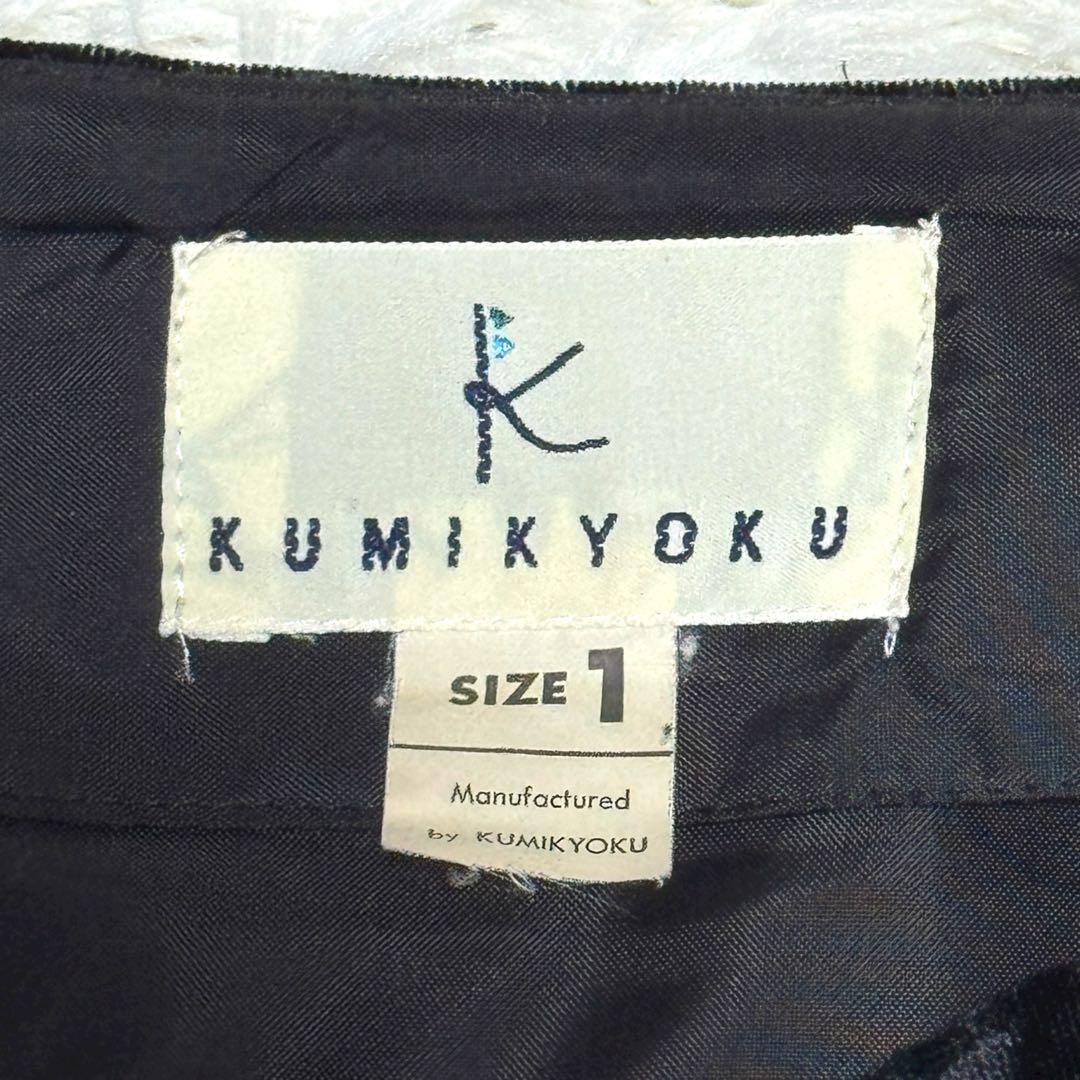 K
KUMIKYOKU
SIZE 1
Manufactured
by KUMIKYOKU